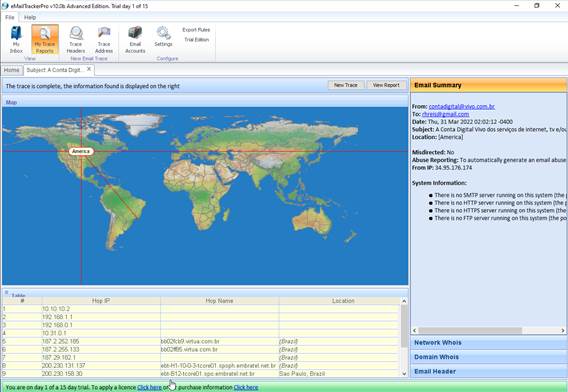 eMailTrackerPro v10.0b Advanced Edition. Trial day 1 of 15
File Help
My Inbox
My Trace Reports
Trace Headers
Trace Address
Email Accounts
Settings
Export Rules
Trial Edition
View
New Email Trace
Configure
Home
Subject: A Conta Digit...
The trace is complete, the information found is displayed on the right
New Trace
View Report
Map
America
Table
# Hop IP Hop Name Location
1 10.10.10.2
2 192.168.1.1
3 192.168.0.1
4 10.31.0.1
5 187.2.252.185 bb02fcb9.virtua.com.br (Brazil)
6 187.2.255.133 bb02ff85.virtua.com.br (Brazil)
7 187.29.182.1 (Brazil)
8 200.230.131.137 ebt-H1-10-0-3-tcore01.spoph.embratel.net.br (Brazil)
9 200.230.158.30 ebt-B12-tcore01.spo.embratel.net.br Sao Paulo, Brazil
Email Summary
From: contadigital@vivo.com.br
To: rhreis@gmail.com
Date: Thu, 31 Mar 2022 02:02:12 -0400
Subject: A Conta Digital Vivo dos serviços de internet, tv e/ou
Location: [America]
Misdirected: No
Abuse Reporting: To automatically generate an email abuse
From IP: 34.95.176.174
System Information:
There is no SMTP server running on this system (the p
There is no HTTP server running on this system (the p
There is no HTTPS server running on this system (the
There is no FTP server running on this system (the po
Network Whois
Domain Whois
Email Header
You are on day 1 of a 15 day trial. To apply a licence Click here or purchase information Click here